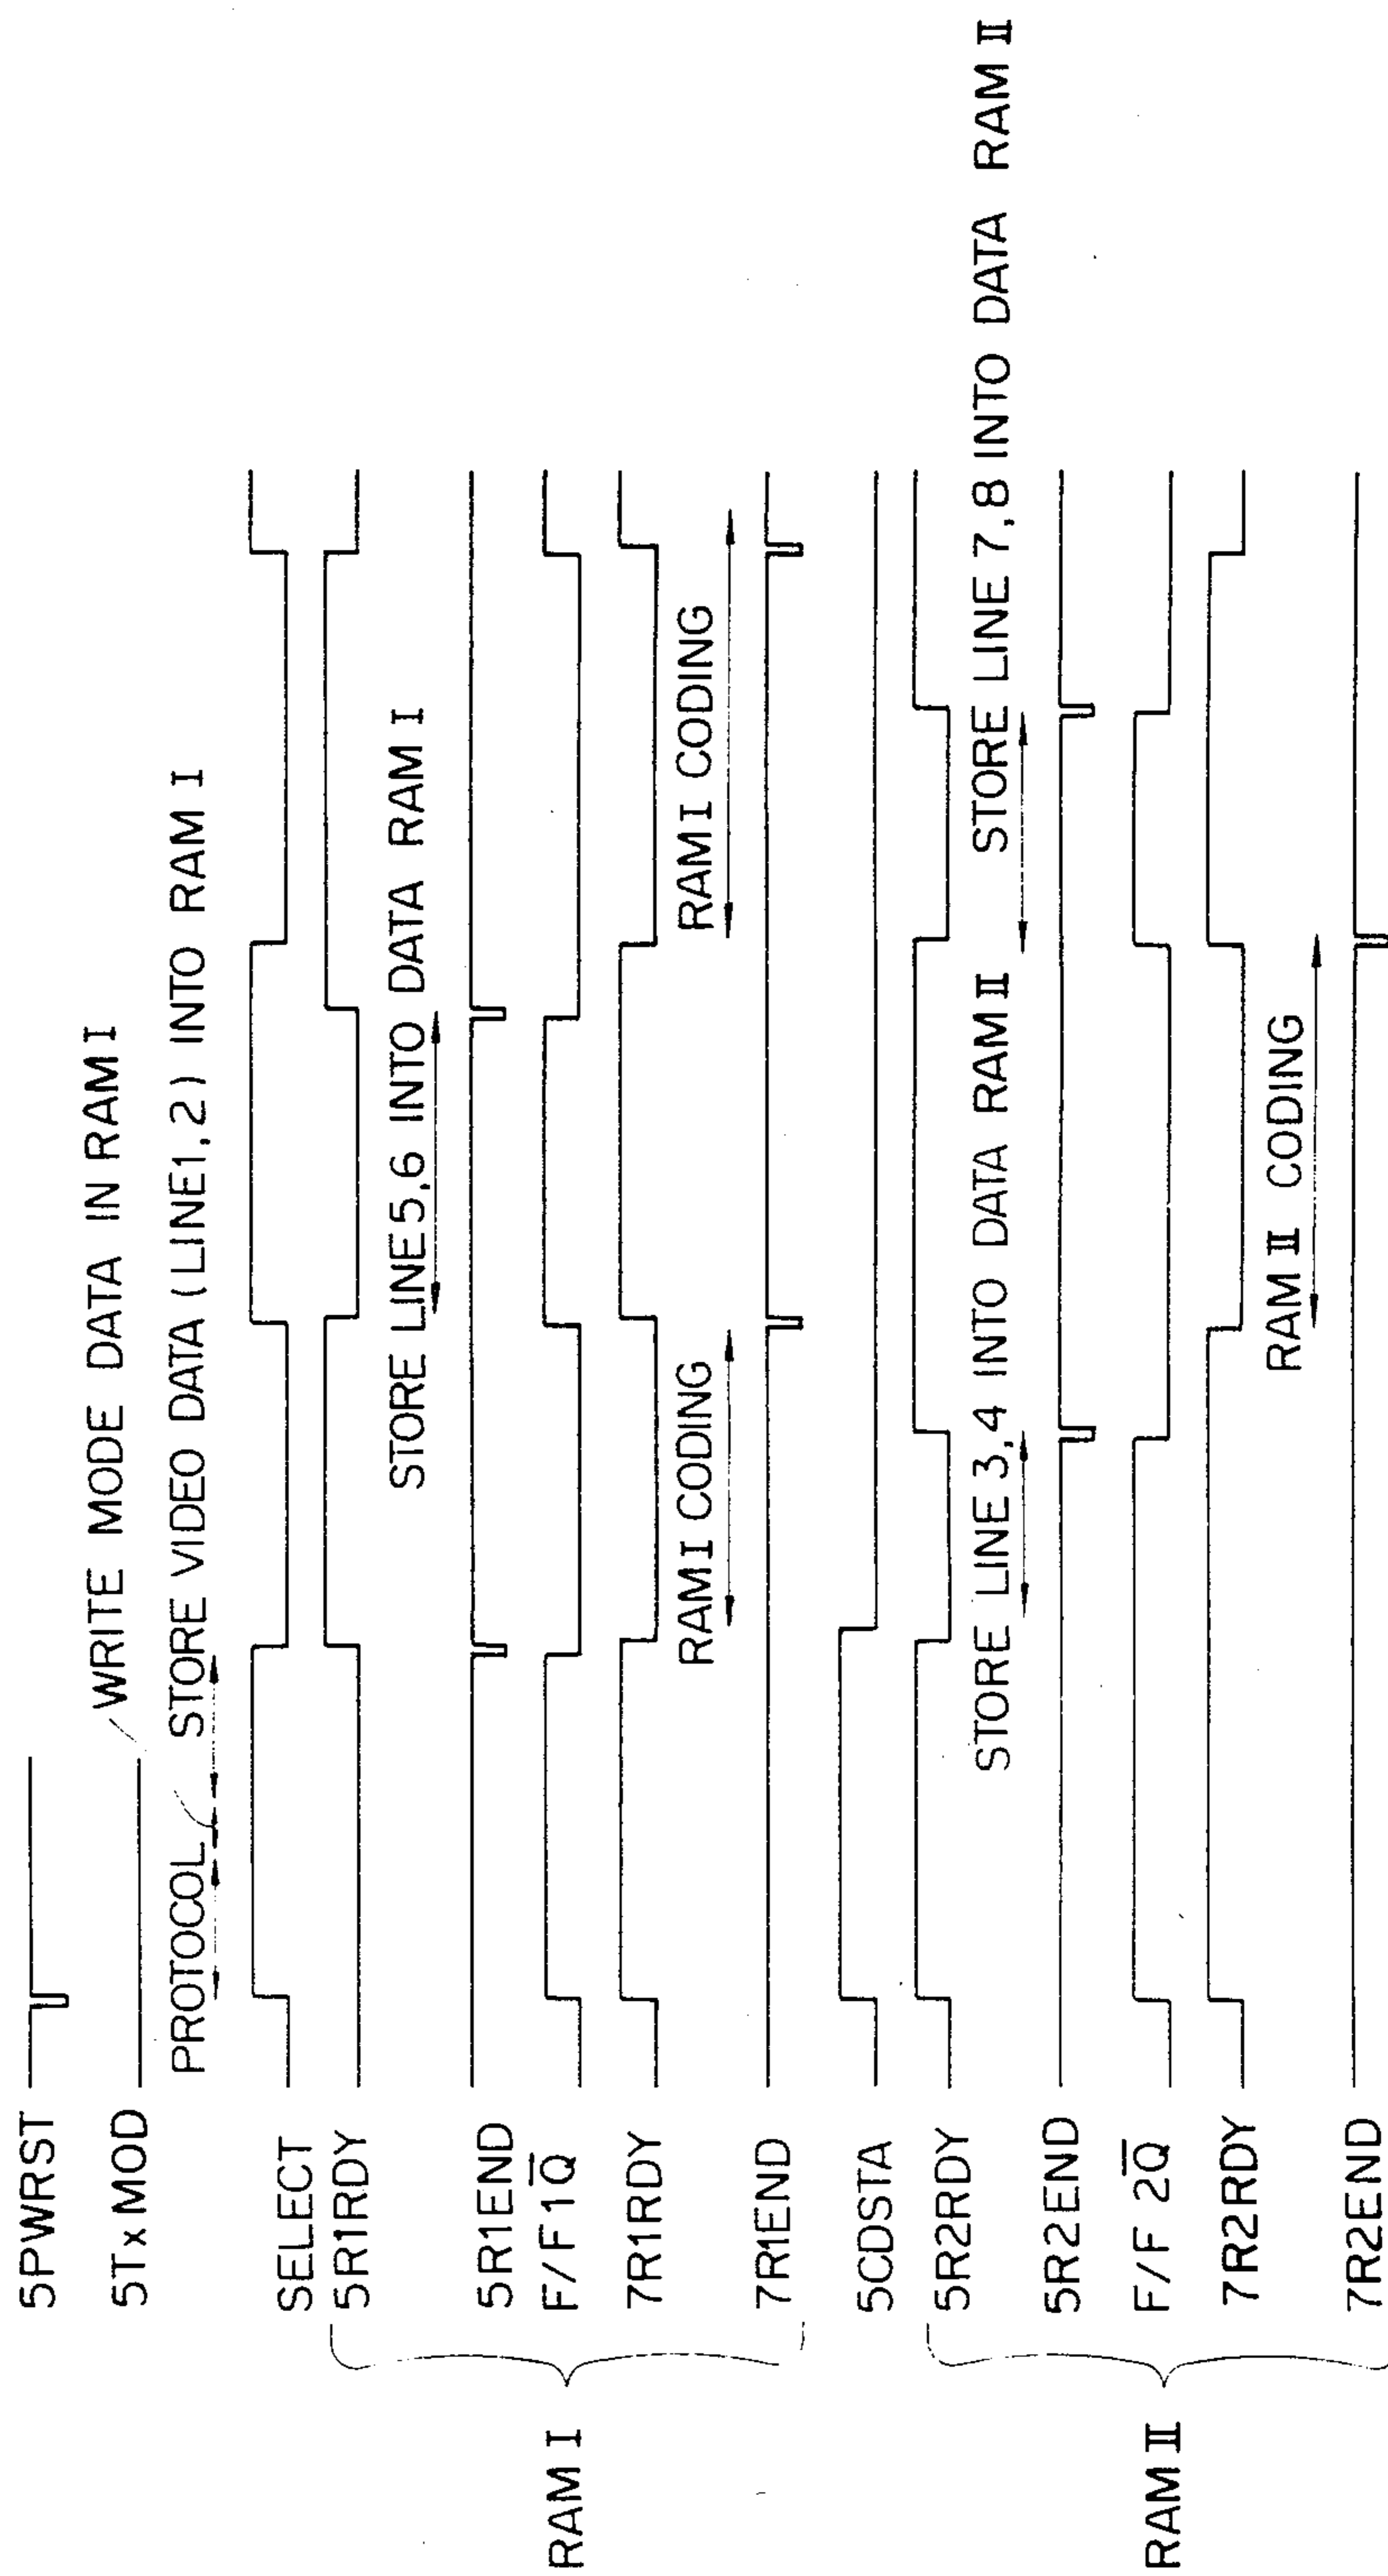 5PWRST
5TxMOD
WRITE MODE DATA IN RAM I
PROTOCOL
STORE VIDEO DATA (LINE1,2) INTO RAM I
SELECT
RAM I
5R1RDY
STORE LINE5,6 INTO DATA RAM I
5R1END
F/F1Q̅
7R1RDY
RAM I CODING
RAM I CODING
7R1END
5CDSTA
RAM II
5R2RDY
STORE LINE 3,4 INTO DATA RAM II
STORE LINE 7,8 INTO DATA RAM II
5R2END
F/F 2Q̅
7R2RDY
RAM II CODING
7R2END